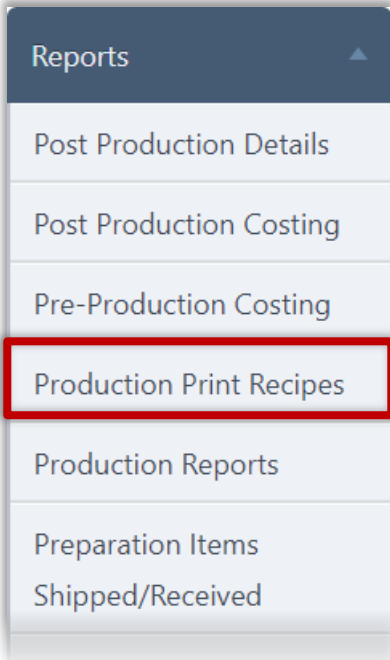 Reports
Post Production Details
Post Production Costing
Pre-Production Costing
Production Print Recipes
Production Reports
Preparation Items
Shipped/Received